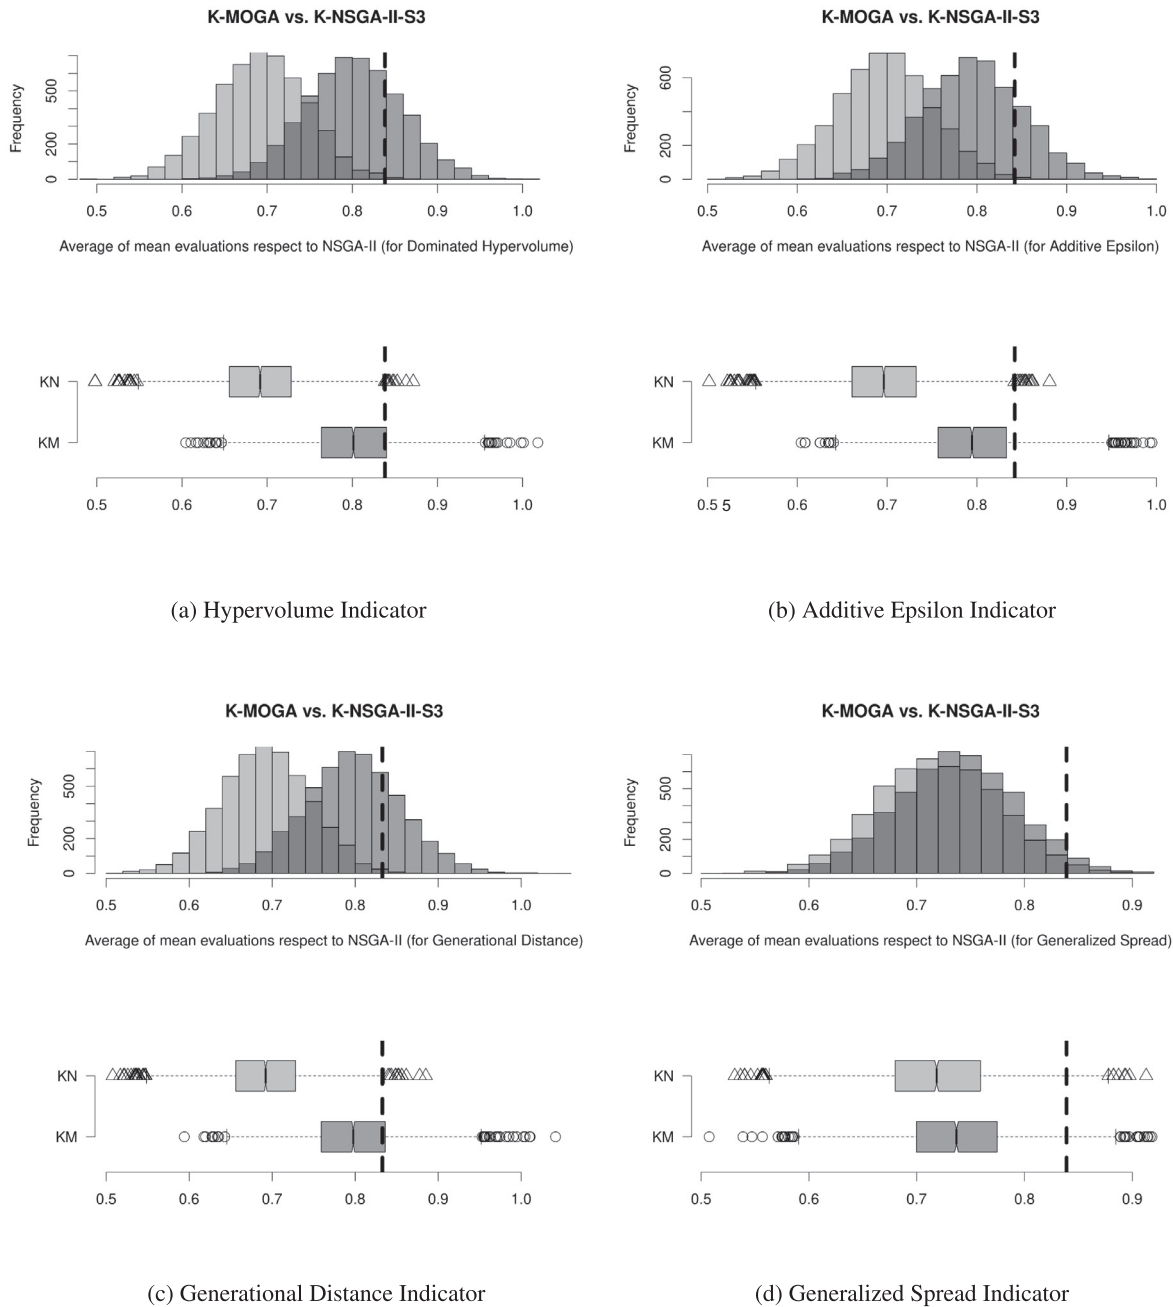 K-MOGA vs. K-NSGA-II-S3
Frequency
500
200
0
0.5 0.6 0.7 0.8 0.9 1.0
Average of mean evaluations respect to NSGA-II (for Dominated Hypervolume)
KN
KM
0.5 0.6 0.7 0.8 0.9 1.0
(a) Hypervolume Indicator
K-MOGA vs. K-NSGA-II-S3
Frequency
600
200
0
0.5 0.6 0.7 0.8 0.9 1.0
Average of mean evaluations respect to NSGA-II (for Additive Epsilon)
KN
KM
0.5 5 0.6 0.7 0.8 0.9 1.0
(b) Additive Epsilon Indicator
K-MOGA vs. K-NSGA-II-S3
Frequency
500
200
0
0.5 0.6 0.7 0.8 0.9 1.0
Average of mean evaluations respect to NSGA-II (for Generational Distance)
KN
KM
0.5 0.6 0.7 0.8 0.9 1.0
(c) Generational Distance Indicator
K-MOGA vs. K-NSGA-II-S3
Frequency
500
200
0
0.5 0.6 0.7 0.8 0.9
Average of mean evaluations respect to NSGA-II (for Generalized Spread)
KN
KM
0.5 0.6 0.7 0.8 0.9
(d) Generalized Spread Indicator